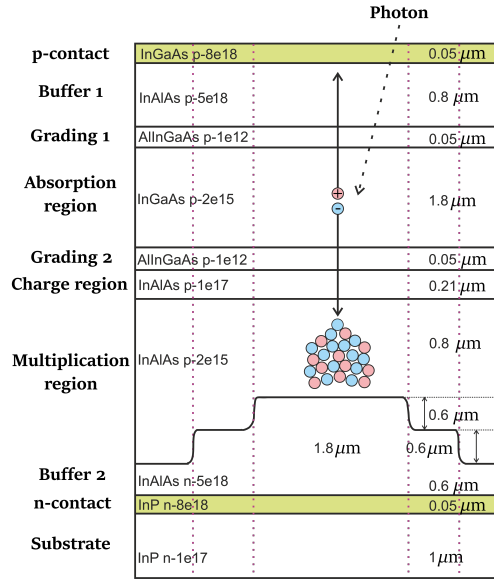 Photon
p-contact InGaAs p-8e18 0.05 μm
Buffer 1 InAlAs p-5e18 0.8 μm
Grading 1 AlInGaAs p-1e12 0.05 μm
Absorption
region
InGaAs p-2e15 1.8 μm
+
-
Grading 2 AlInGaAs p-1e12 0.05 μm
Charge region InAlAs p-1e17 0.21 μm
Multiplication
region
InAlAs p-2e15 0.8 μm
0.6 μm
1.8 μm 0.6 μm
Buffer 2 InAlAs n-5e18 0.6 μm
n-contact InP n-8e18 0.05 μm
Substrate InP n-1e17 1 μm